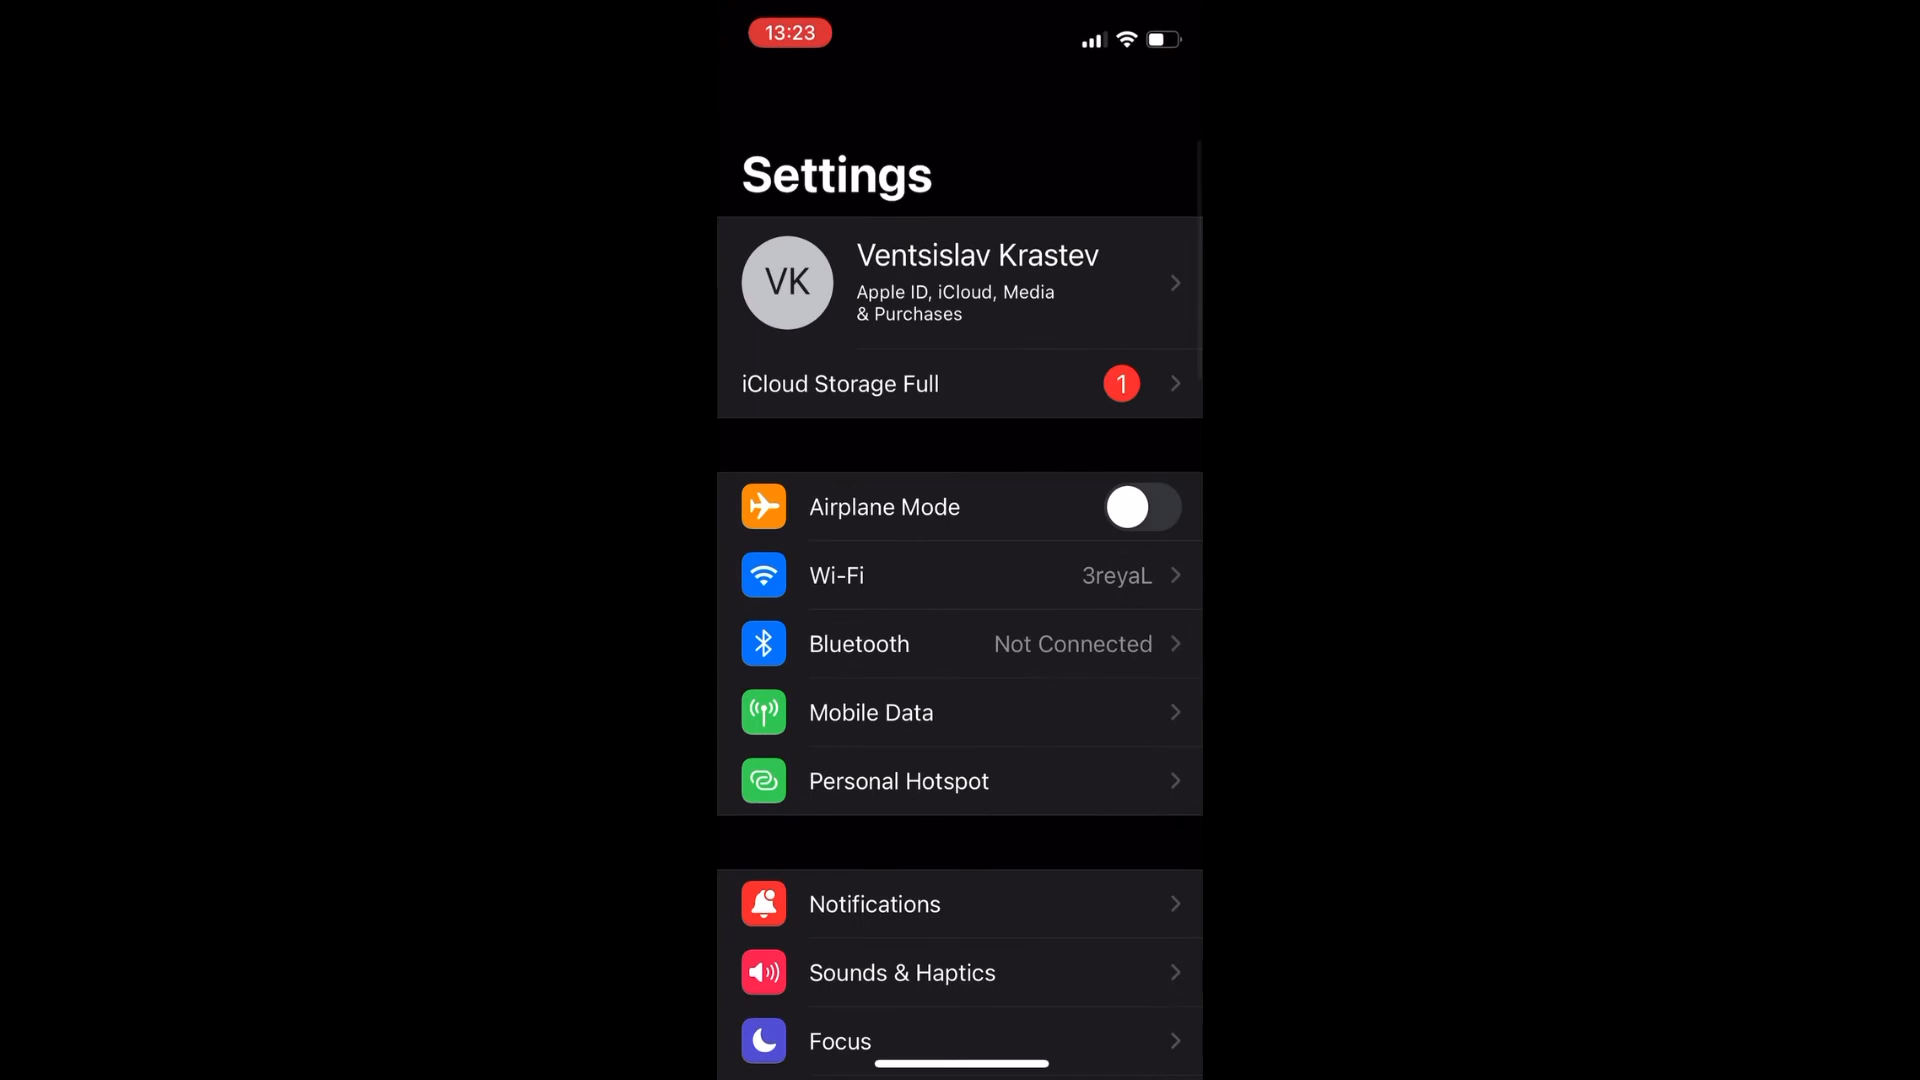 13:23
Settings
VK
Ventsislav Krastev
Apple ID, iCloud, Media
& Purchases
iCloud Storage Full 1
Airplane Mode
Wi-Fi 3reyaL
Bluetooth Not Connected
Mobile Data
Personal Hotspot
Notifications
Sounds & Haptics
Focus